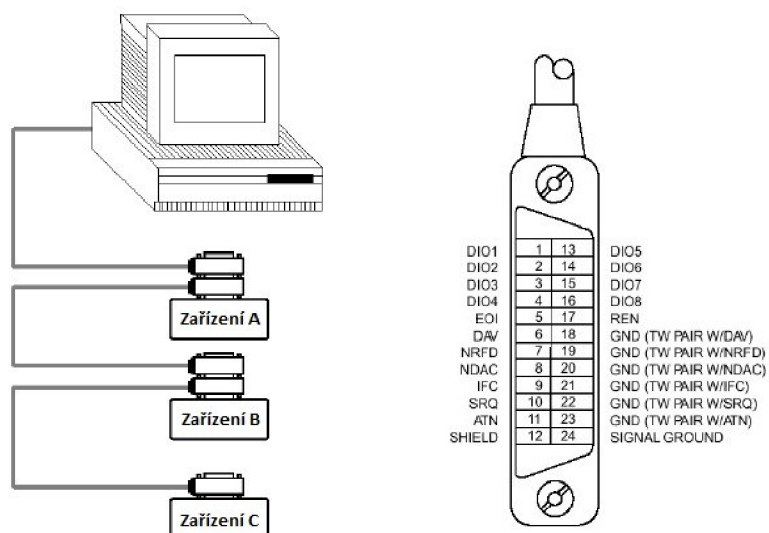 Zařízení A
Zařízení B
Zařízení C
DIO1 1 13 DIO5
DIO2 2 14 DIO6
DIO3 3 15 DIO7
DIO4 4 16 DIO8
EOI 5 17 REN
DAV 6 18 GND (TW PAIR W/DAV)
NRFD 7 19 GND (TW PAIR W/NRFD)
NDAC 8 20 GND (TW PAIR W/NDAC)
IFC 9 21 GND (TW PAIR W/IFC)
SRQ 10 22 GND (TW PAIR W/SRQ)
ATN 11 23 GND (TW PAIR W/ATN)
SHIELD 12 24 SIGNAL GROUND